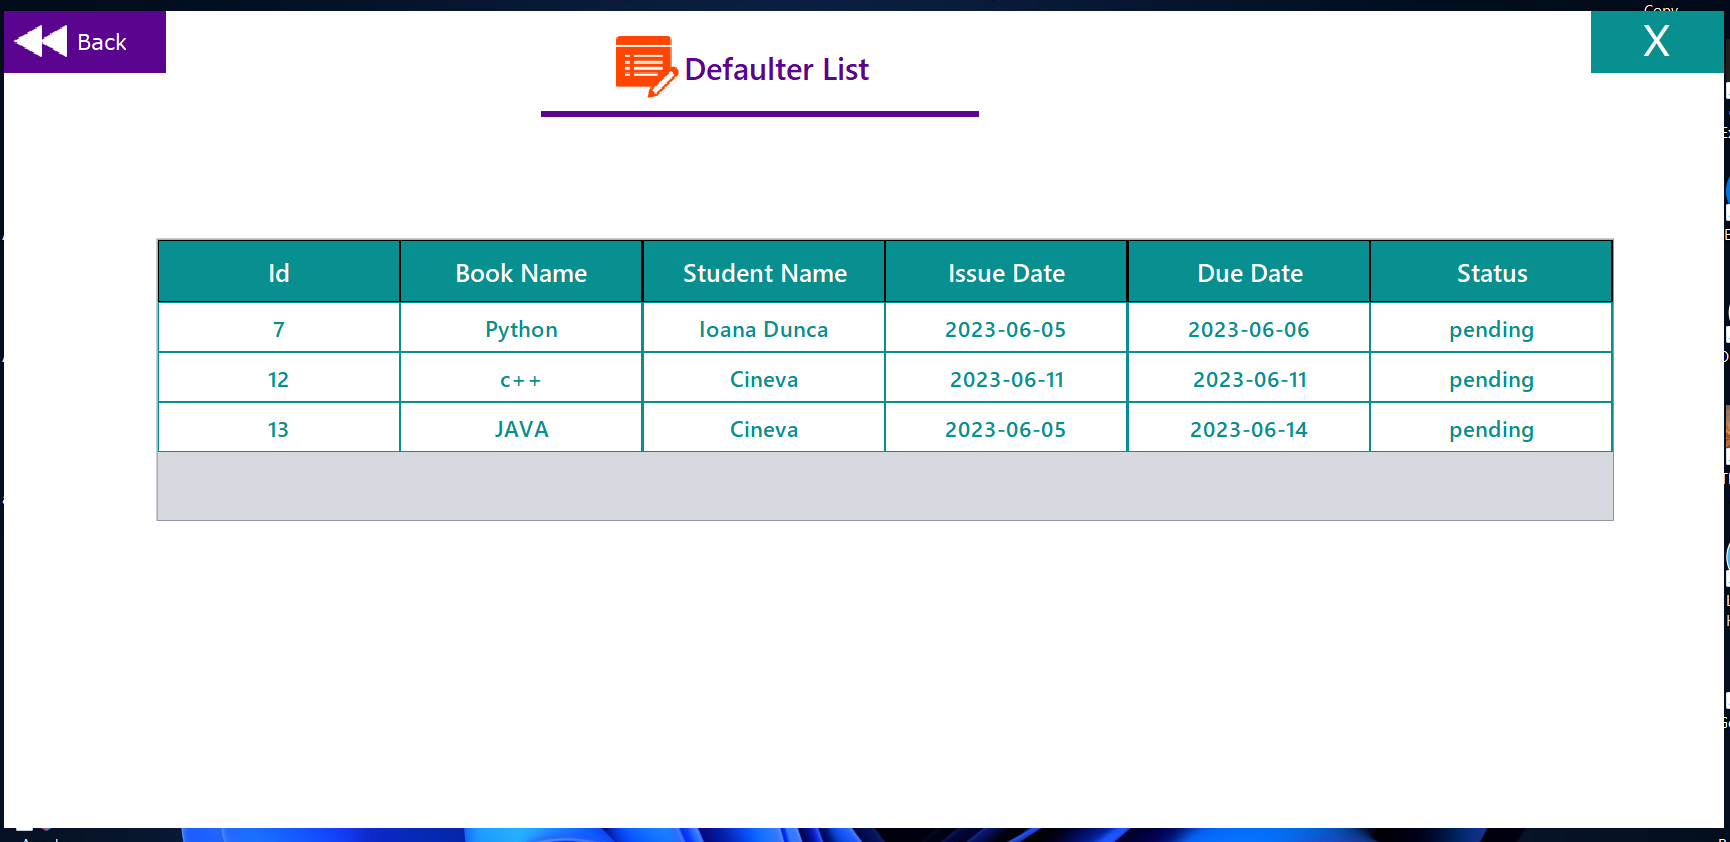 Copy
Back
X
Defaulter List
Id Book Name Student Name Issue Date Due Date Status
7 Python Ioana Dunca 2023-06-05 2023-06-06 pending
12 c++ Cineva 2023-06-11 2023-06-11 pending
13 JAVA Cineva 2023-06-05 2023-06-14 pending